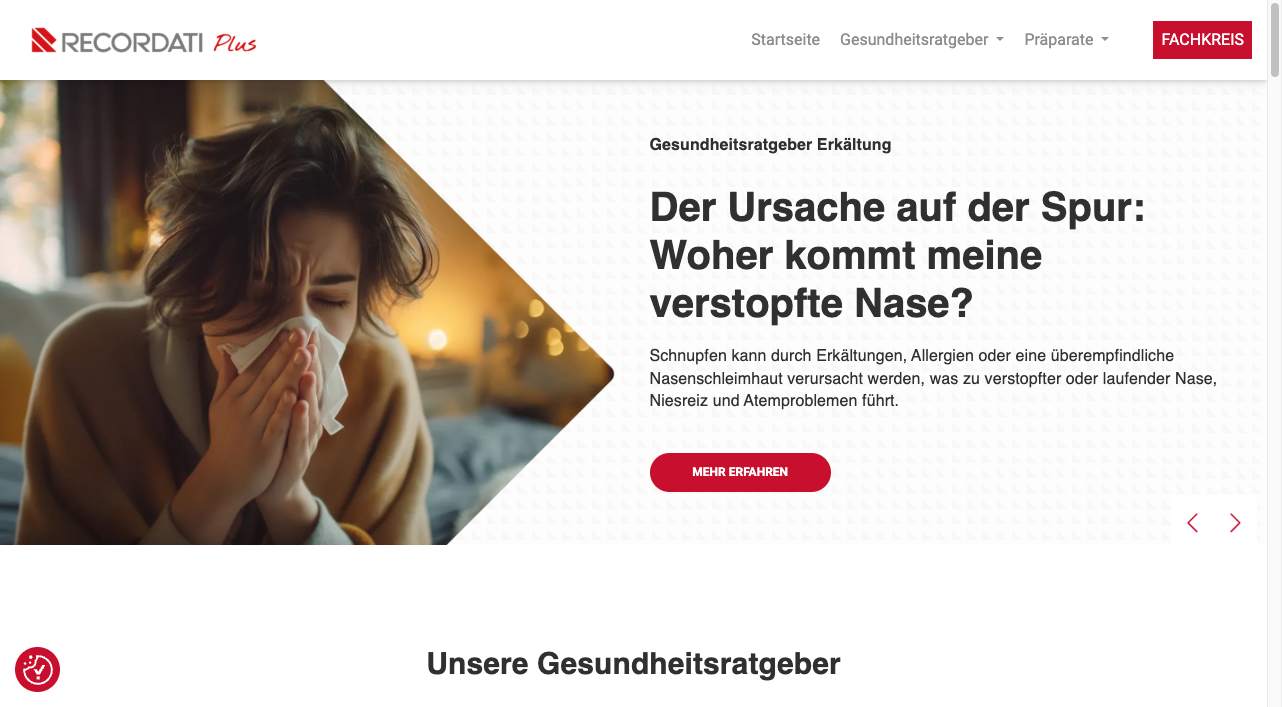 RECORDATI Plus
Startseite
Gesundheitsratgeber
Präparate
FACHKREIS
Gesundheitsratgeber Erkältung
Der Ursache auf der Spur:
Woher kommt meine
verstopfte Nase?
Schnupfen kann durch Erkältungen, Allergien oder eine überempfindliche
Nasenschleimhaut verursacht werden, was zu verstopfter oder laufender Nase,
Niesreiz und Atemproblemen führt.
MEHR ERFAHREN
Unsere Gesundheitsratgeber